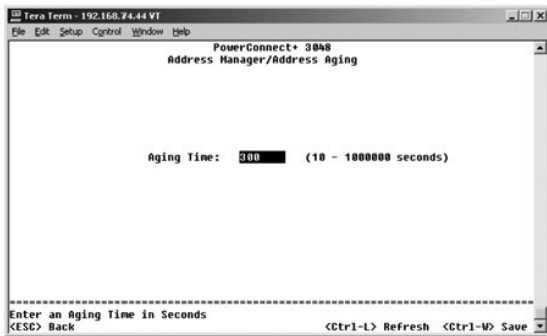 Tera Term - 192.168.74.44 VT
File Edit Setup Control Window Help
PowerConnect+ 3048
Address Manager/Address Aging
Aging Time: 300 (10 - 1000000 seconds)
Enter an Aging Time in Seconds
<ESC> Back <Ctrl-L> Refresh <Ctrl-W> Save